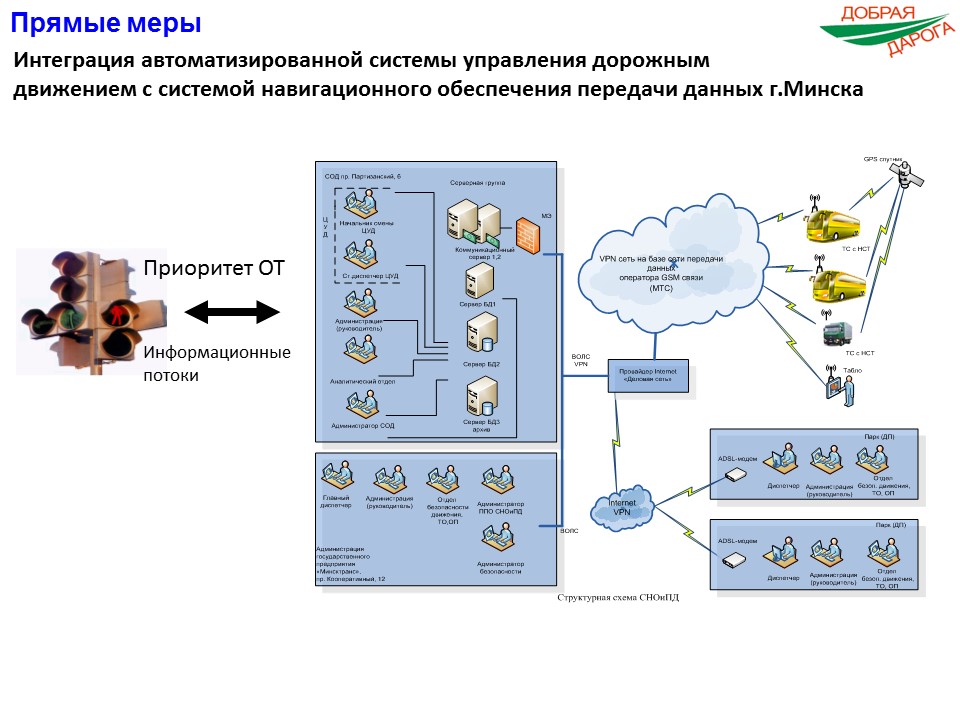 Прямые меры
ДОБРАЯ
ДАРОГА
Интеграция автоматизированной системы управления дорожным
движением с системой навигационного обеспечения передачи данных г.Минска
Приоритет ОТ
Информационные
потоки
СОД пр. Партизанский, 6
Серверная группа
Ц
У
Д
Начальник смены
ЦУД
Ст.диспетчер ЦУД
Администрация
(руководитель)
Аналитический отдел
Администратор СОД
МЭ
Коммуникационный
сервер 1,2
Сервер БД1
Сервер БД2
Сервер БД3
архив
Главный
диспетчер
Администрация
(руководитель)
Отдел
безопасности
движения,
ТО,ОП
Администратор
ППО СНОиПД
Администратор
безопасности
Администрация
государственного
предприятия
«Минсктранс».
пр. Кооперативный, 12
ВОЛС
VPN
ВОЛС
VPN сеть на базе сети передачи
данных
оператора GSM связи
(МТС)
Провайдер Internet
«Деловая сеть»
Internet
VPN
GPS спутник
ТС с НСТ
ТС с НСТ
Табло
Парк (ДП)
ADSL-модем
Диспетчер
Администрация
(руководитель)
Отдел
безоп. движения,
ТО, ОП
Парк (ДП)
ADSL-модем
Диспетчер
Администрация
(руководитель)
Отдел
безоп. движения,
ТО, ОП
Структурная схема СНОиПД